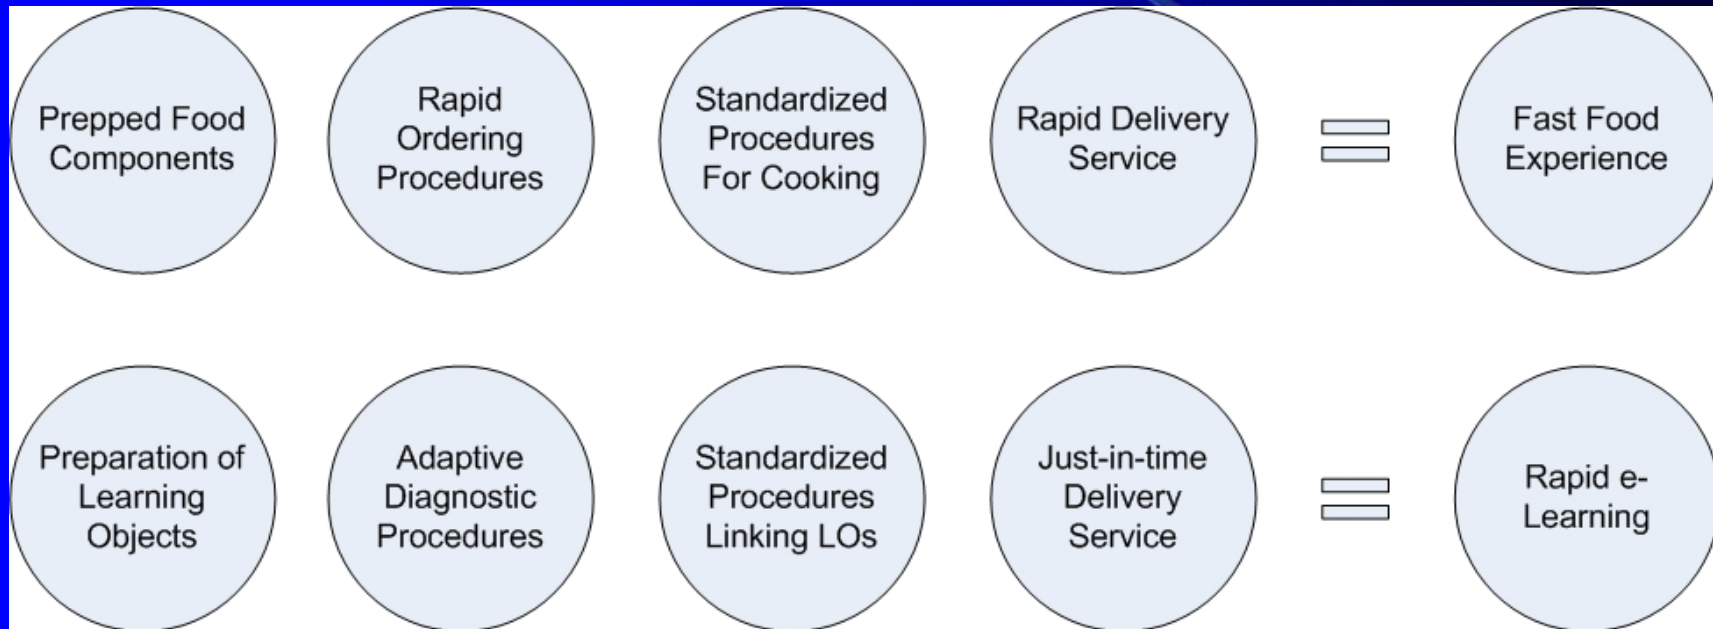 Prepped Food
Components
Rapid
Ordering
Procedures
Standardized
Procedures
For Cooking
Rapid Delivery
Service
Fast Food
Experience
Preparation of
Learning
Objects
Adaptive
Diagnostic
Procedures
Standardized
Procedures
Linking LOs
Just-in-time
Delivery
Service
Rapid e-
Learning